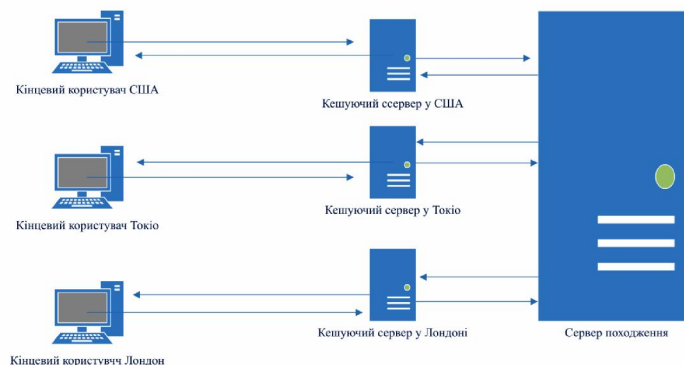 Кінцевий користувач США
Кешуючий ссервер у США
Кінцевий користувач Токіо
Кешуючий сервер у Токіо
Кінцевий користувчч Лондон
Кешуючий сервер у Лондоні
Сервер походження